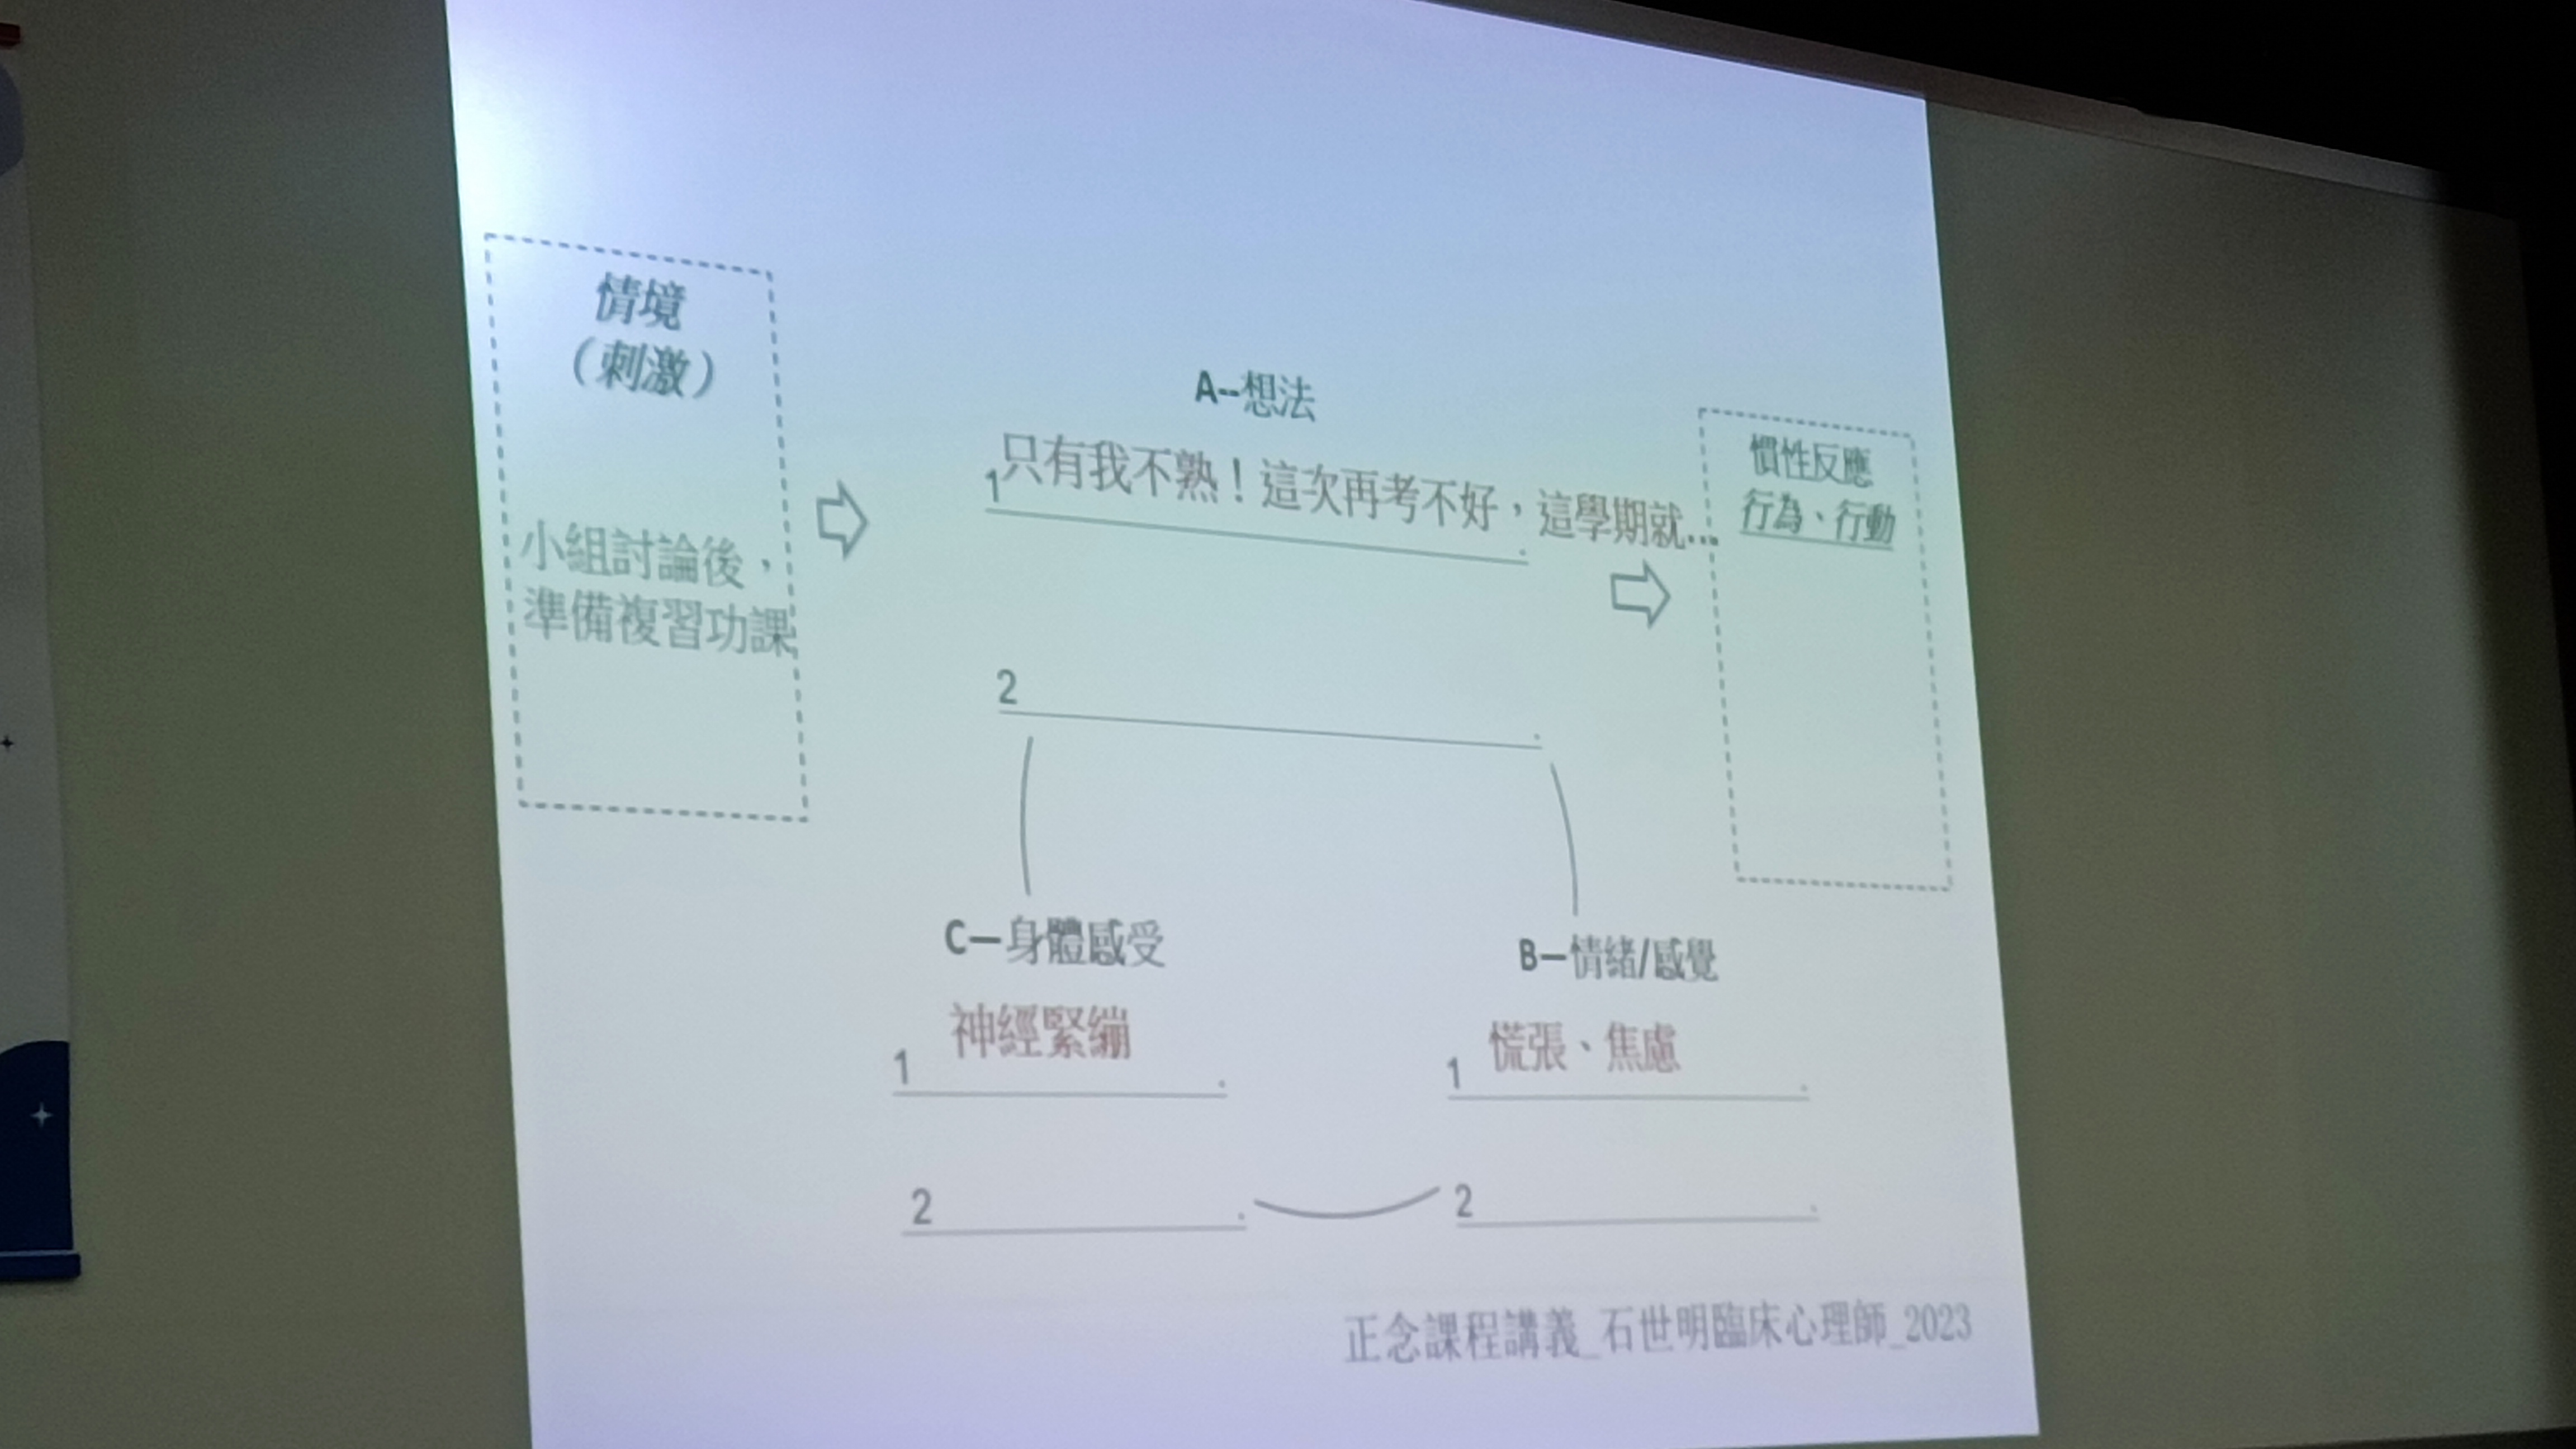 情境
（刺激）
小組討論後，
準備複習功課
A--想法
1只有我不熟！這次再考不好，這學期就...
.
2
.
慣性反應
行為、行動
C—身體感受
神經緊繃
1
.
2
.
B—情緒/感覺
慌張、焦慮
1
.
2
.
正念課程講義_石世明臨床心理師_2023